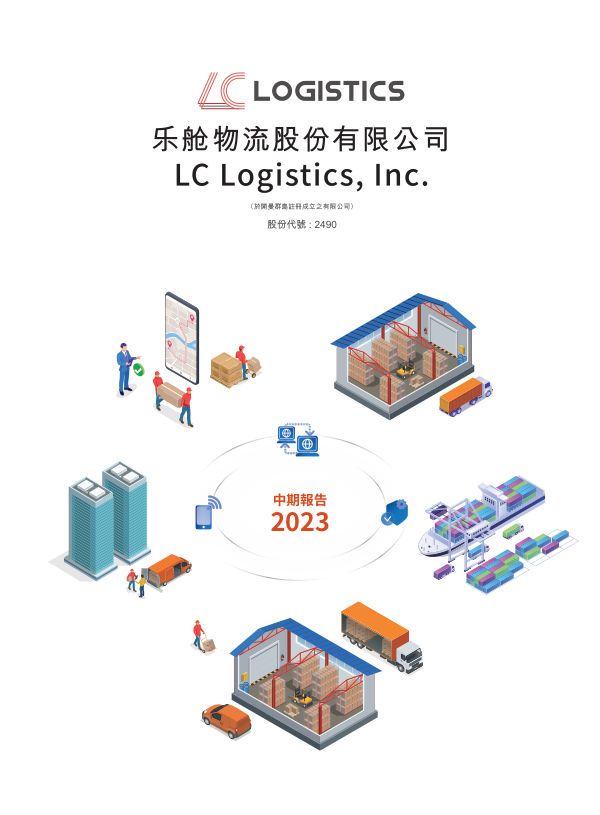 LC LOGISTICS
乐舱物流股份有限公司
LC Logistics, Inc.
（於開曼群島註冊成立之有限公司）
股份代號 : 2490
中期報告
2023